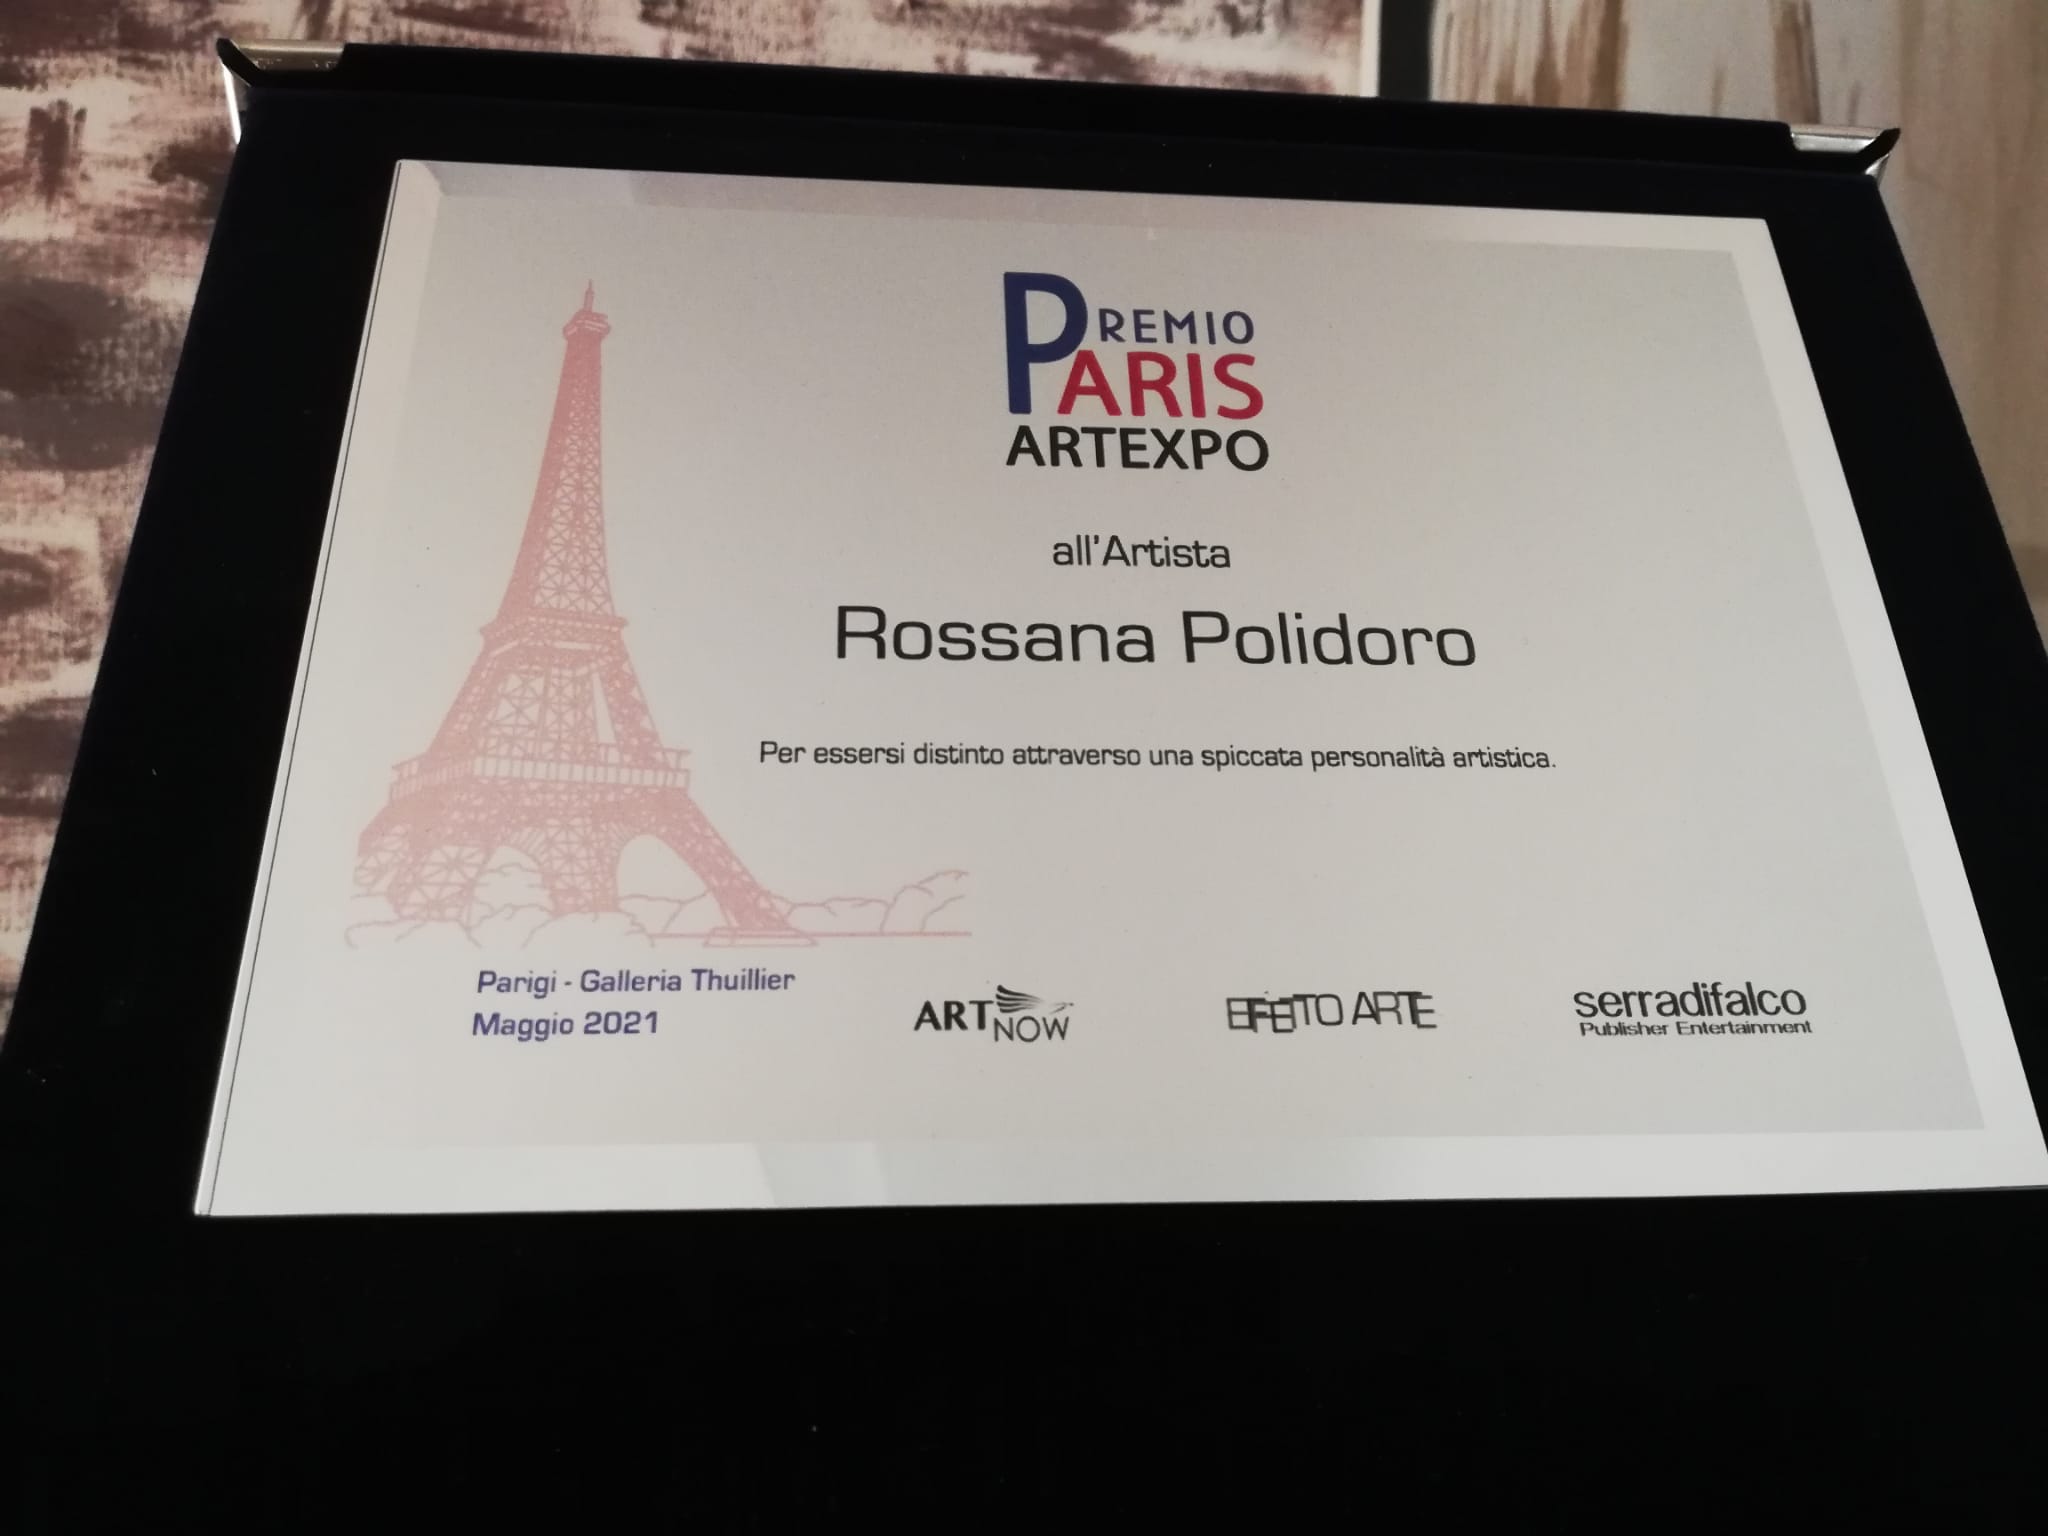 PREMIO
PARIS
ARTEXPO
all'Artista
Rossana Polidoro
Per essersi distinto attraverso una spiccata personalità artistica.
Parigi - Galleria Thuillier
Maggio 2021
ART NOW
EFFETTO ARTE
serradifalco
Publisher Entertainment